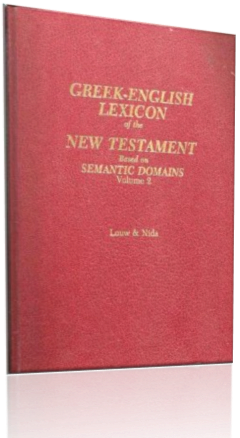 GREEK-ENGLISH
LEXICON
of the
NEW TESTAMENT
Based on
SEMANTIC DOMAINS
Volume 2
Louw & Nida